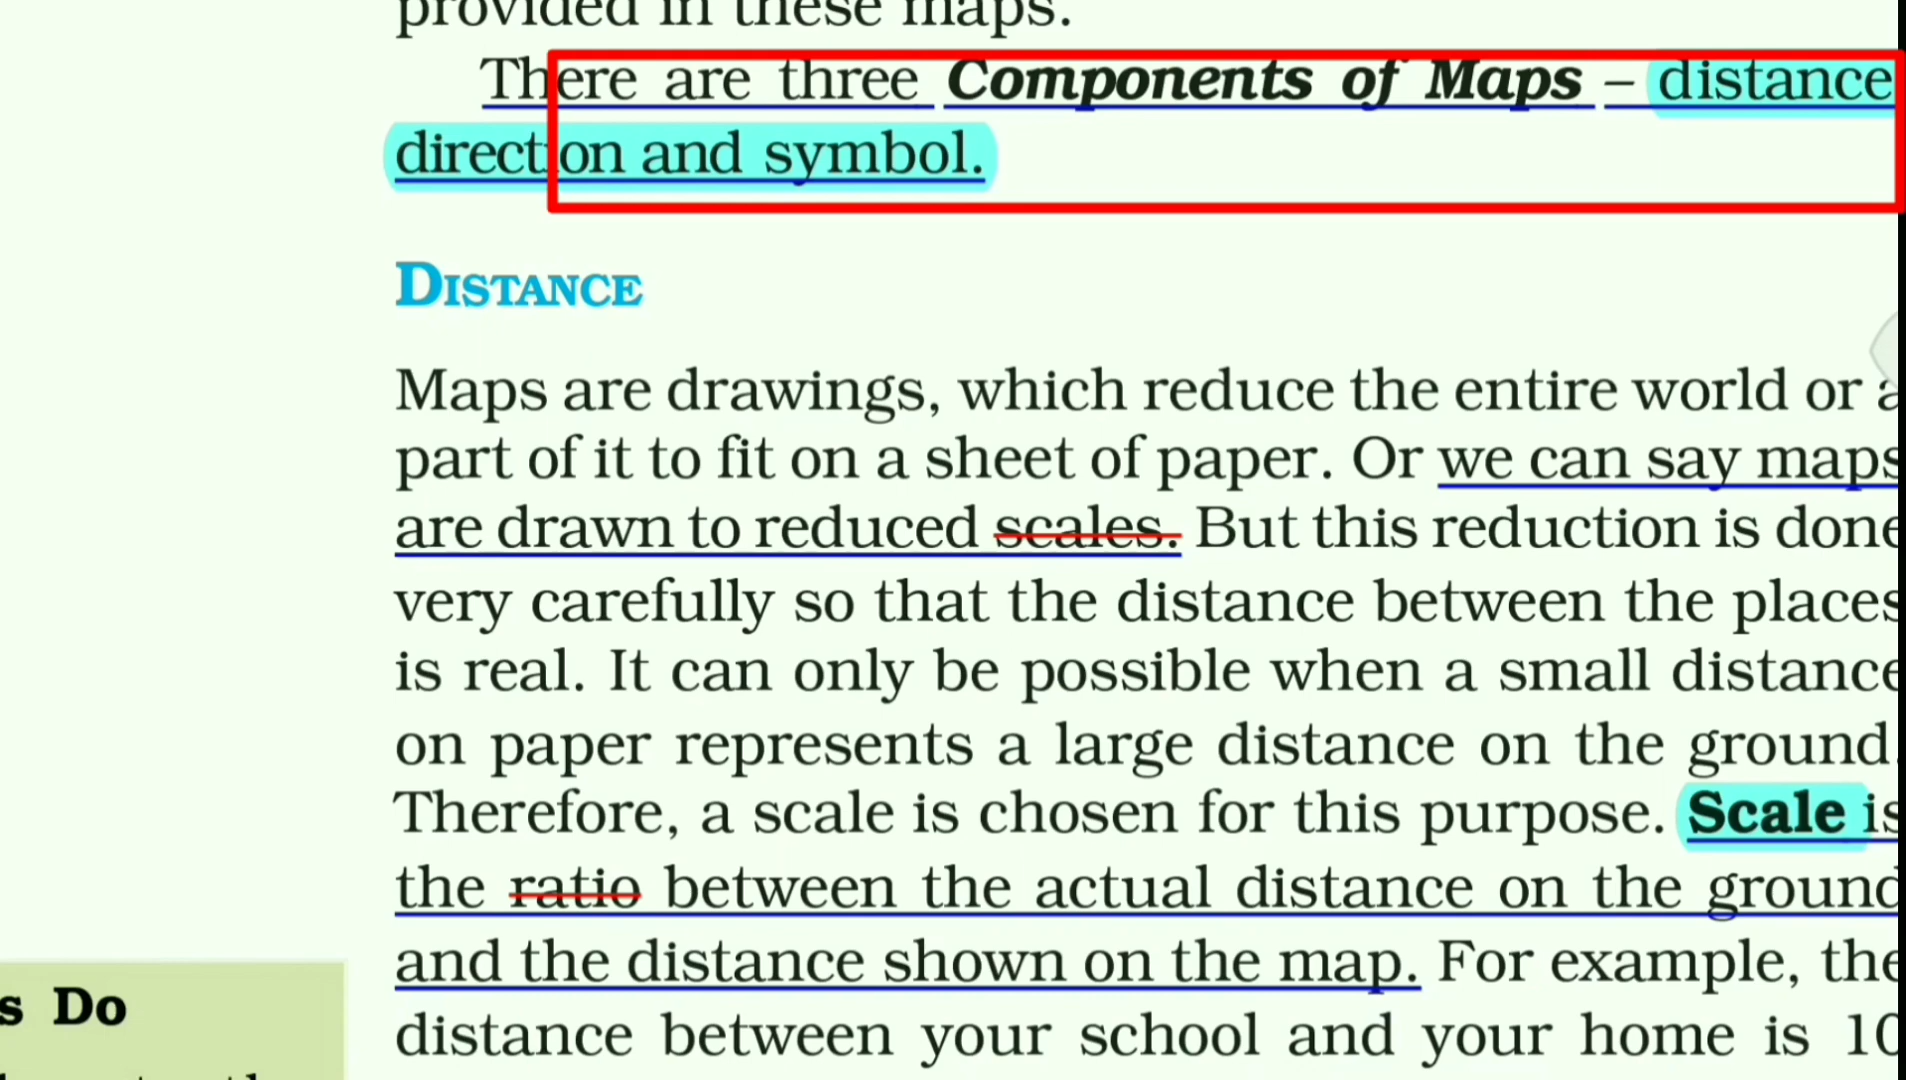 provided in these maps.
There are three Components of Maps – distance
direction and symbol.
DISTANCE
Maps are drawings, which reduce the entire world or a
part of it to fit on a sheet of paper. Or we can say maps
are drawn to reduced scales. But this reduction is done
very carefully so that the distance between the places
is real. It can only be possible when a small distance
on paper represents a large distance on the ground.
Therefore, a scale is chosen for this purpose. Scale is
the ratio between the actual distance on the ground
and the distance shown on the map. For example, the
distance between your school and your home is 10
s Do